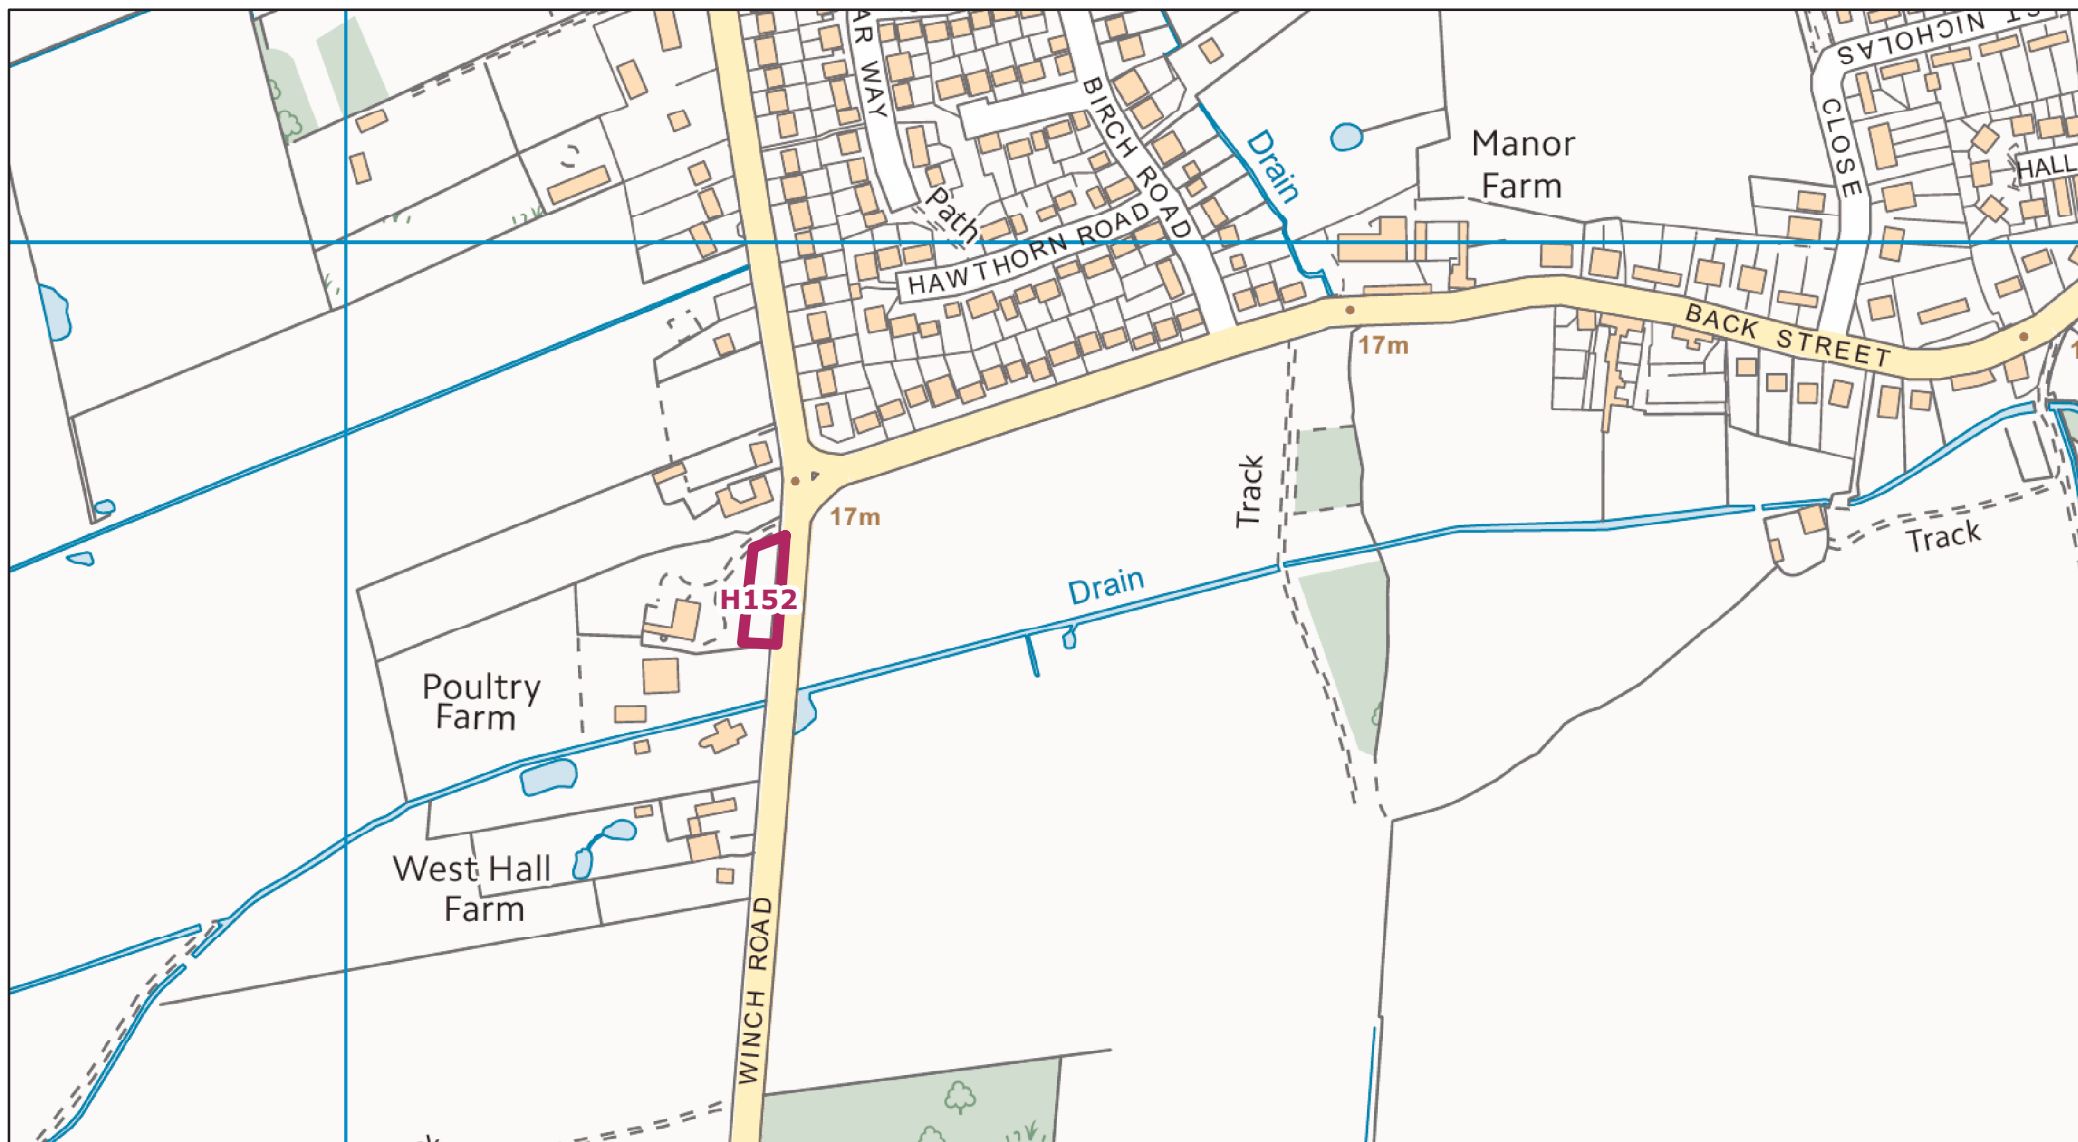 WAY
BIRCH ROAD
Drain
Manor
Farm
NICHOLAS
CLOSE
HALL
Path
HAWTHORN ROAD
BACK STREET
17m
17m
Track
H152
Drain
Track
Poultry
Farm
West Hall
Farm
WINCH ROAD